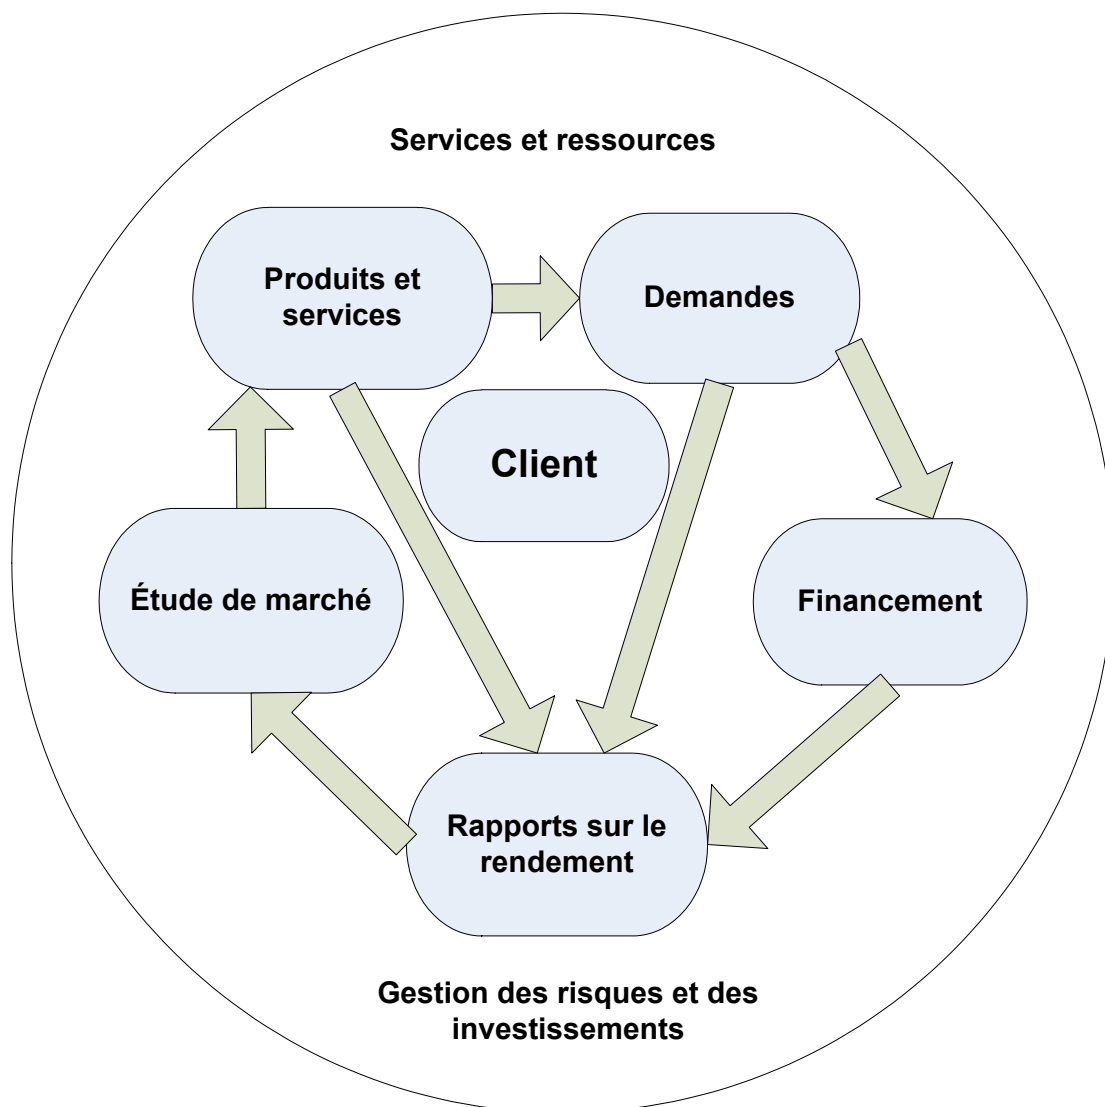 Services et ressources
Produits et
services
Demandes
Client
Étude de marché
Financement
Rapports sur le
rendement
Gestion des risques et des
investissements